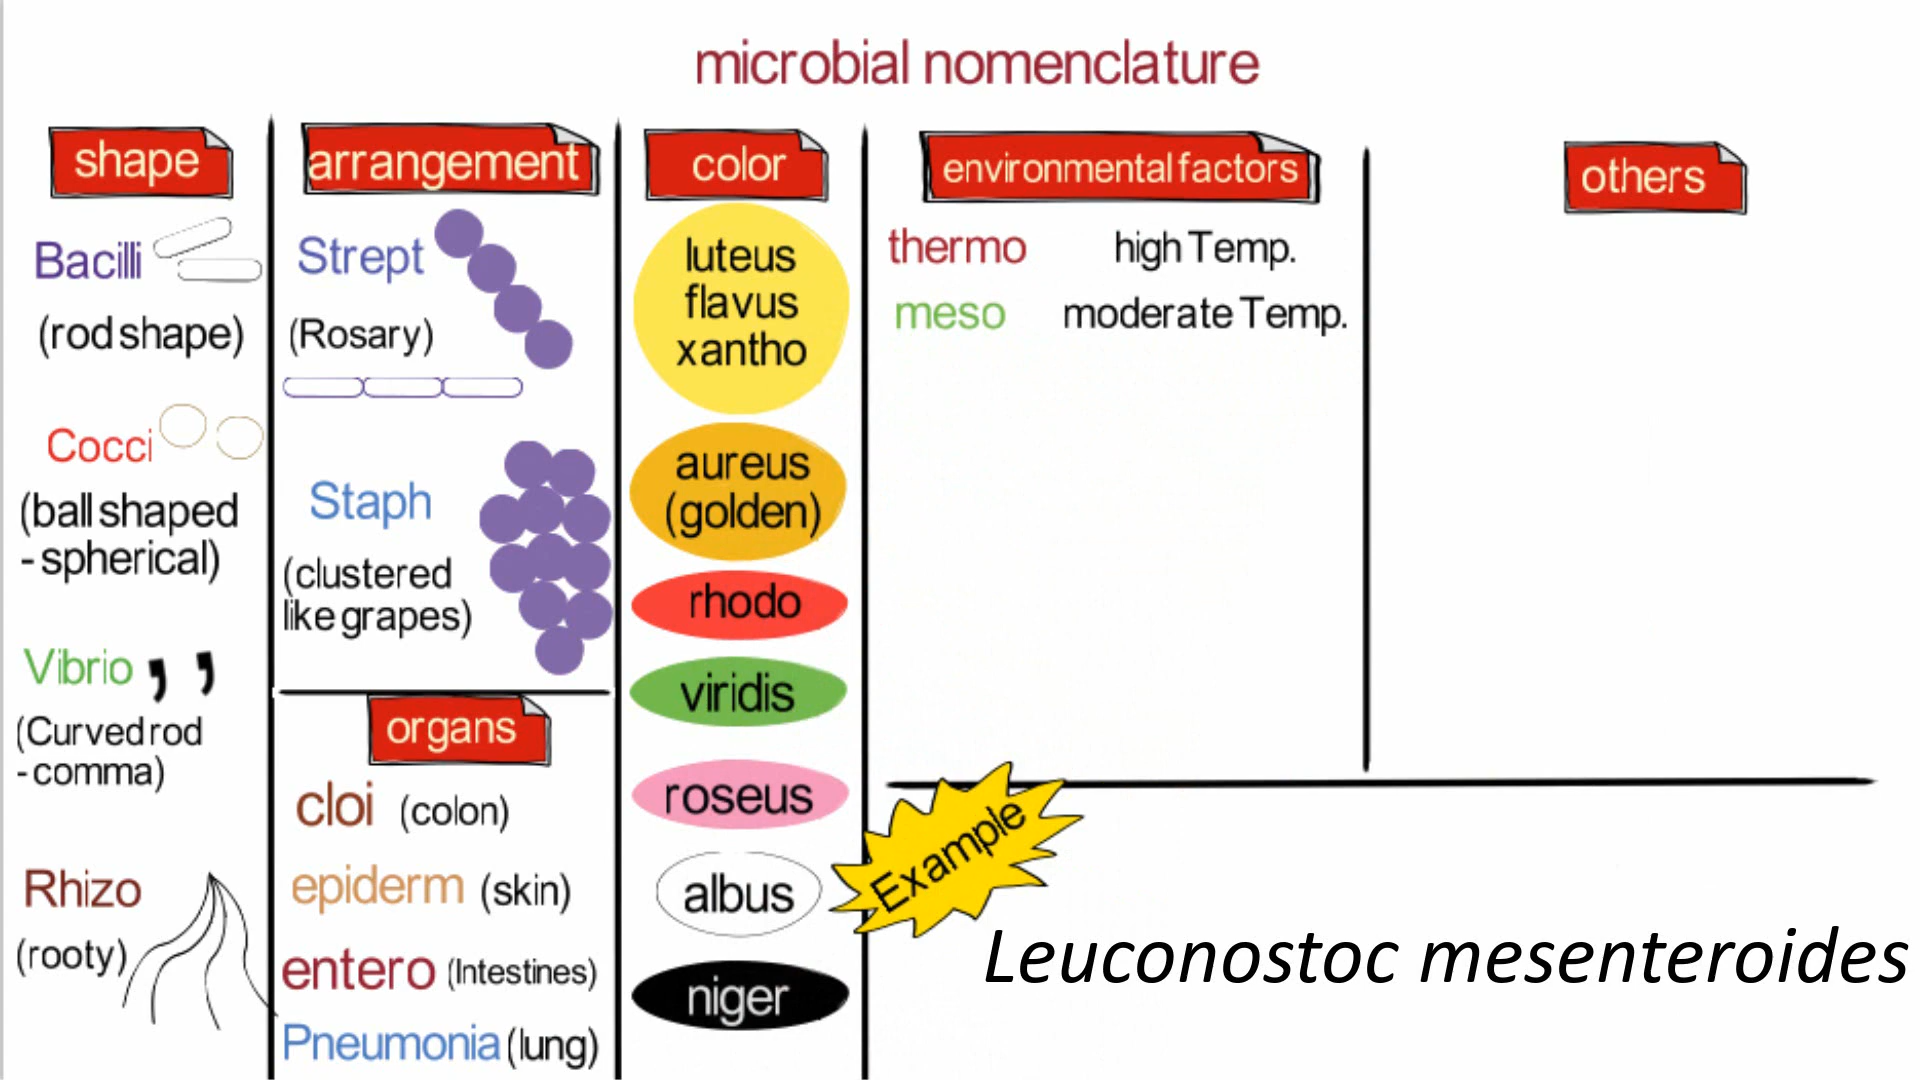 microbial nomenclature
shape
Bacilli
(rod shape)
Cocci
(ball shaped
- spherical)
Vibrio
(Curved rod
- comma)
Rhizo
(rooty)
arrangement
Strept
(Rosary)
Staph
(clustered
like grapes)
organs
cloi (colon)
epiderm (skin)
entero (Intestines)
Pneumonia (lung)
color
luteus
flavus
xantho
aureus
(golden)
rhodo
viridis
roseus
albus
niger
environmental factors
thermo high Temp.
meso moderate Temp.
others
Example
Leuconostoc mesenteroides